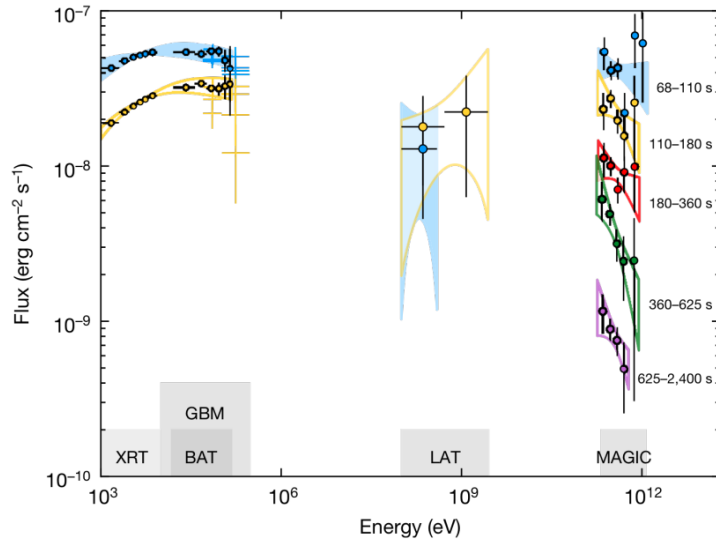 10⁻⁷
10⁻⁸
10⁻⁹
10⁻¹⁰
Flux (erg cm⁻² s⁻¹)
68–110 s
110–180 s
180–360 s
360–625 s
625–2,400 s
GBM
XRT
BAT
LAT
MAGIC
10³
10⁶
10⁹
10¹²
Energy (eV)